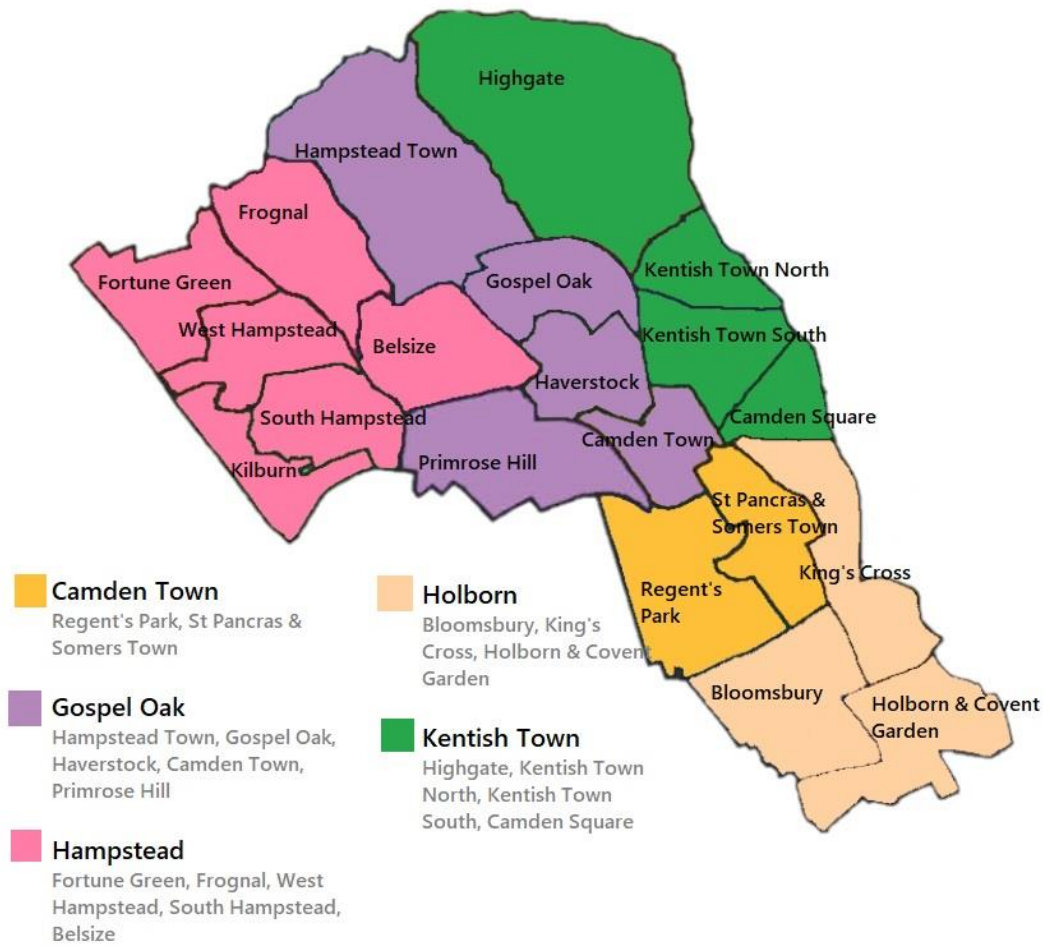 Highgate
Hampstead Town
Frognal
Kentish Town North
Fortune Green
Gospel Oak
West Hampstead
Kentish Town South
Belsize
Haverstock
South Hampstead
Camden Square
Camden Town
Kilburn
Primrose Hill
St Pancras &
Somers Town
King's Cross
Regent's
Park
Bloomsbury
Holborn & Covent
Garden
Camden Town
Regent's Park, St Pancras &
Somers Town
Gospel Oak
Hampstead Town, Gospel Oak,
Haverstock, Camden Town,
Primrose Hill
Hampstead
Fortune Green, Frognal, West
Hampstead, South Hampstead,
Belsize
Holborn
Bloomsbury, King's
Cross, Holborn & Covent
Garden
Kentish Town
Highgate, Kentish Town
North, Kentish Town
South, Camden Square